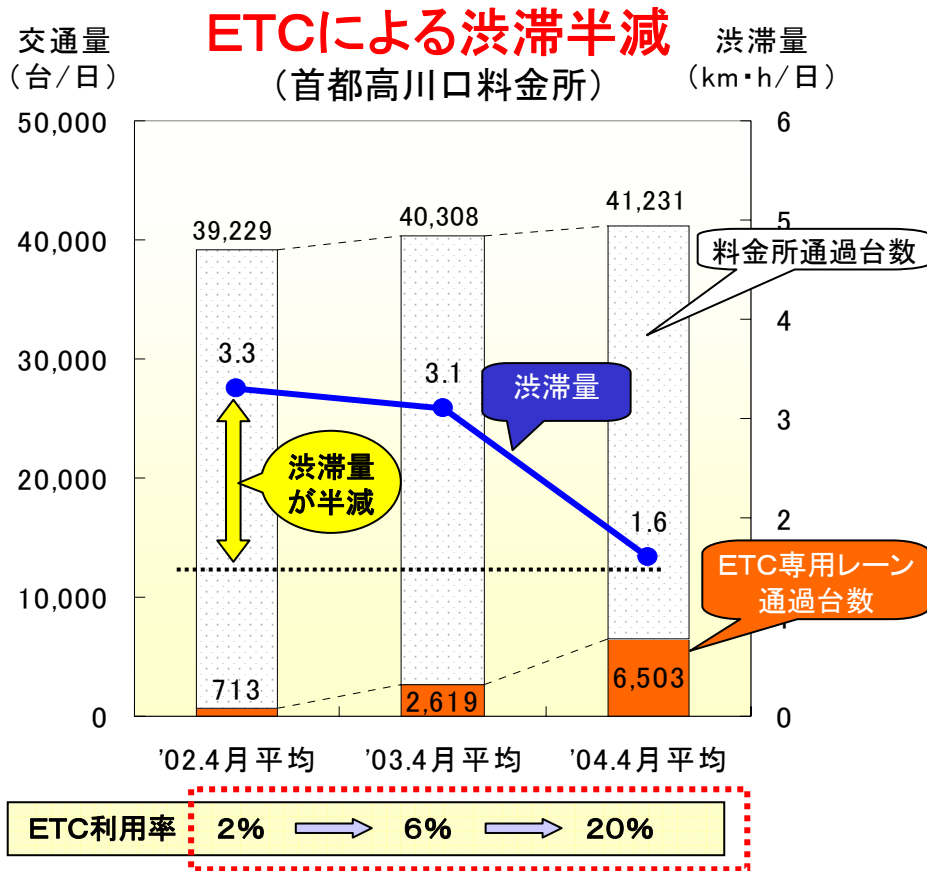 ETCによる渋滞半減
(首都高川口料金所)
交通量
(台/日)
渋滞量
(km・h/日)
50,000
40,000
30,000
20,000
10,000
0
6
5
4
3
2
0
39,229
40,308
41,231
料金所通過台数
3.3
3.1
渋滞量
渋滞量
が半減
1.6
ETC専用レーン
通過台数
713
2,619
6,503
'02.4月平均
'03.4月平均
'04.4月平均
ETC利用率 2% 6% 20%